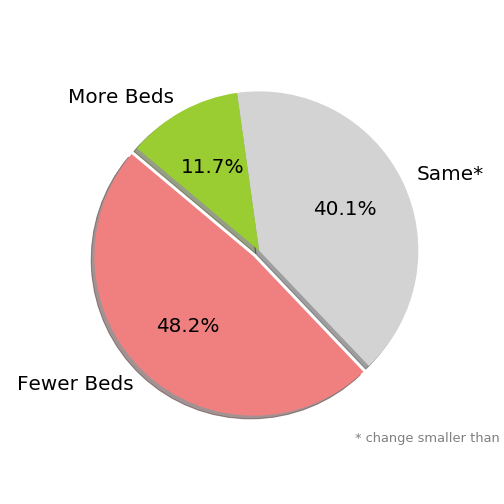 More Beds
11.7%
Same*
40.1%
48.2%
Fewer Beds
* change smaller than